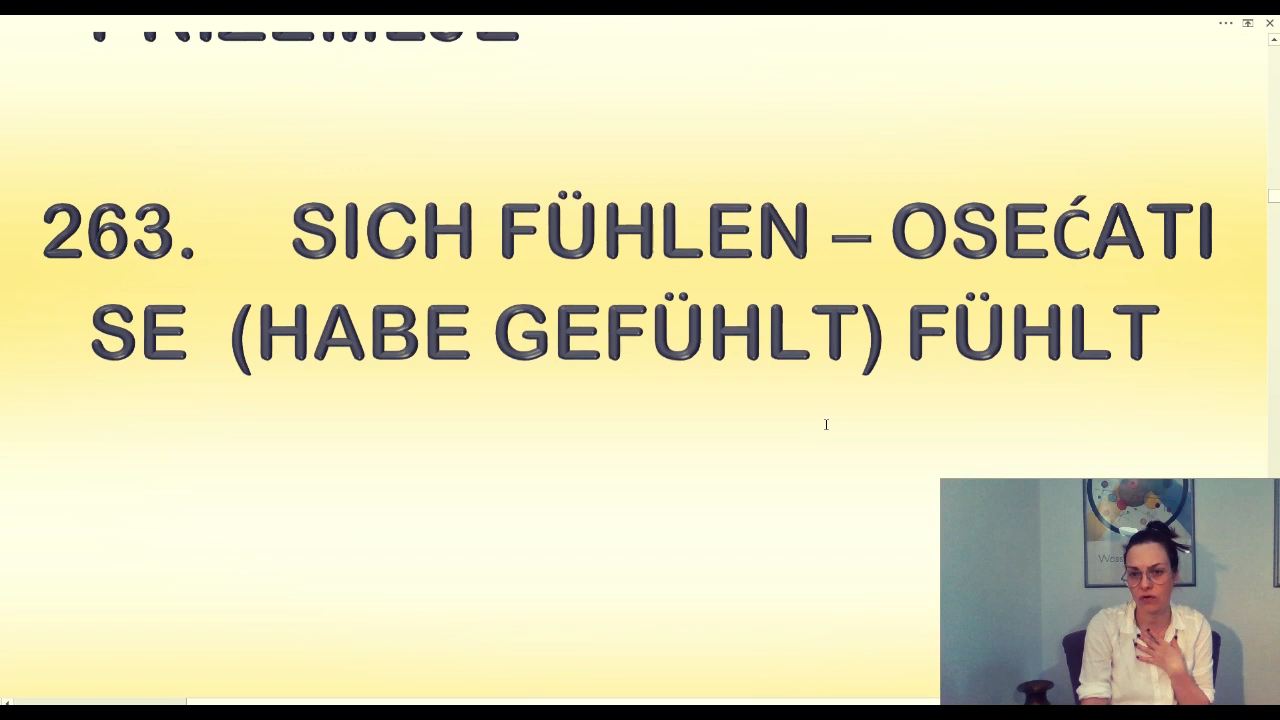 263. SICH FÜHLEN – OSEĆATI
SE (HABE GEFÜHLT) FÜHLT